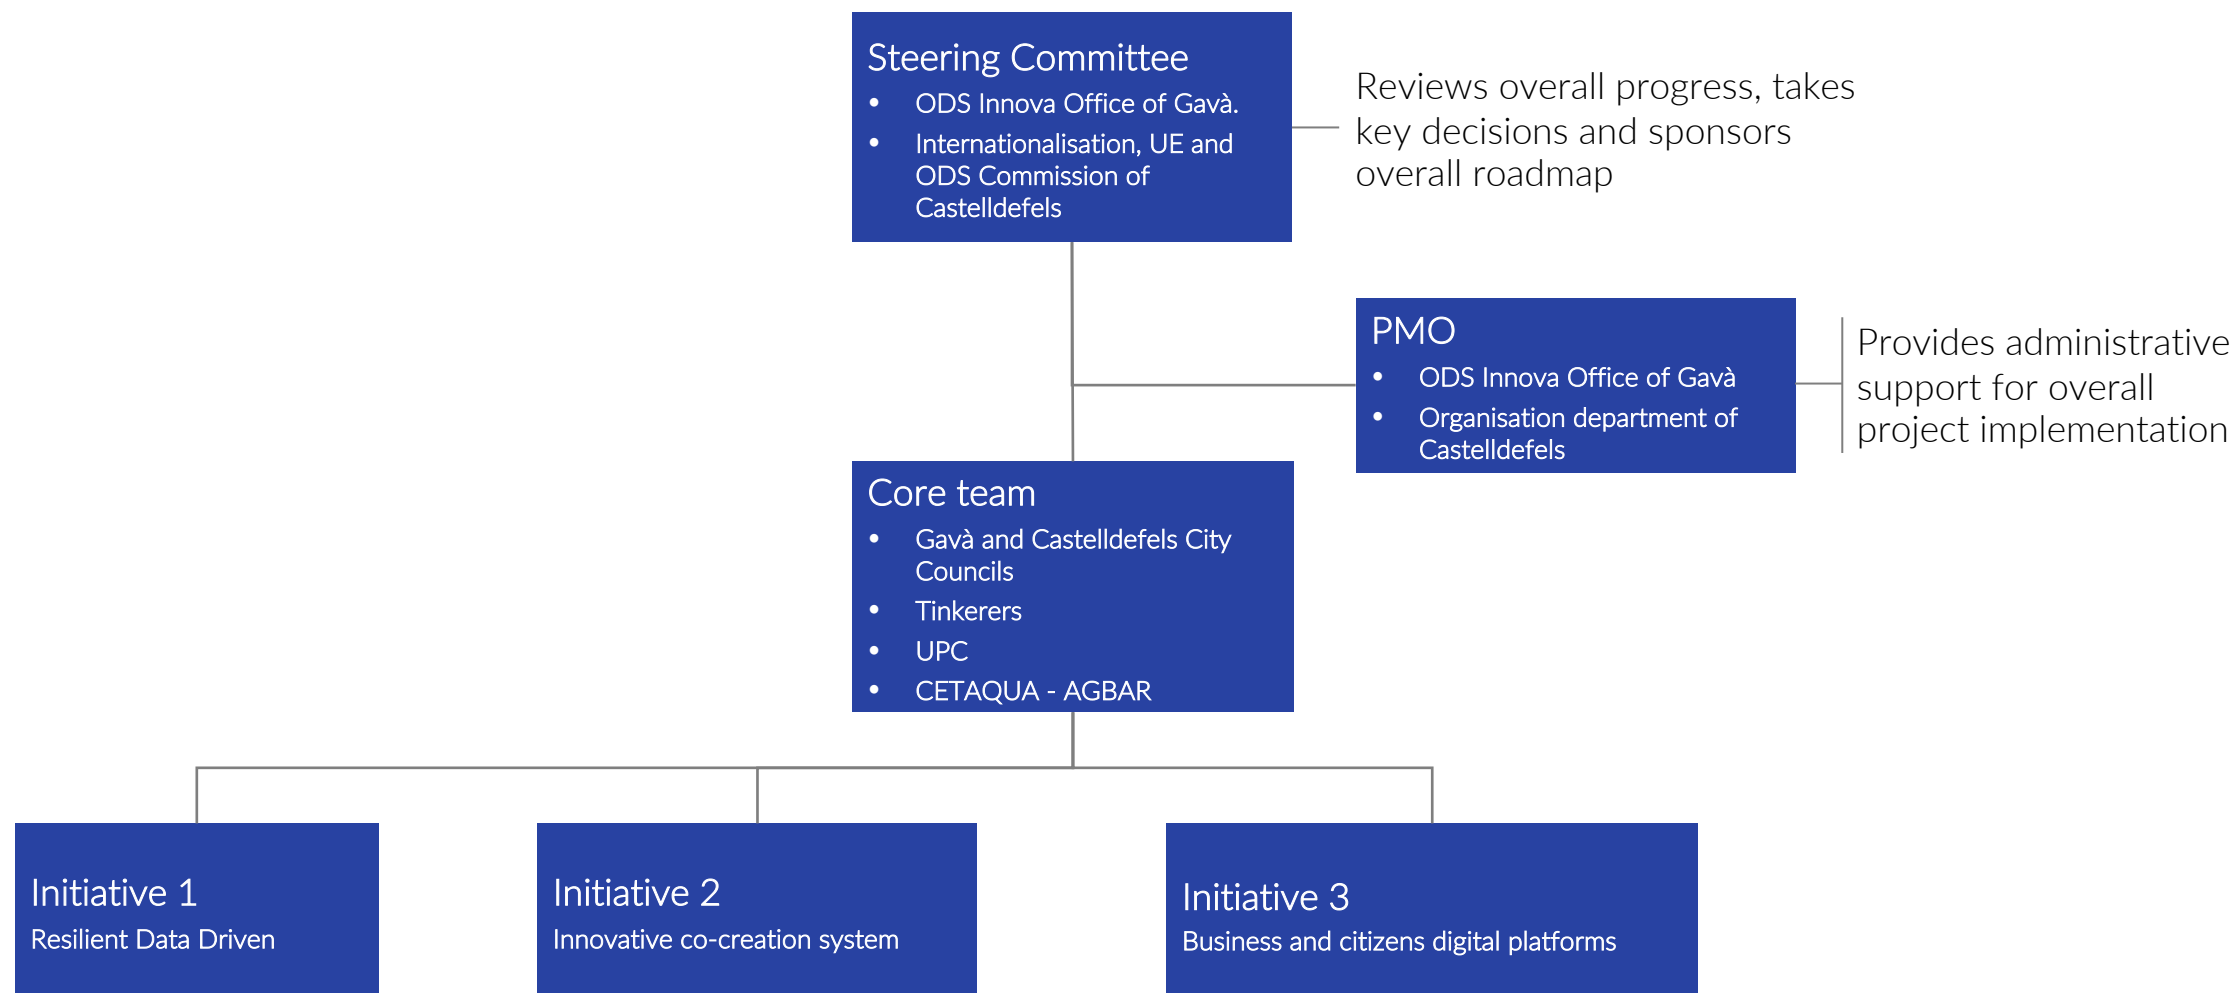 Steering Committee
• ODS Innova Office of Gavà.
• Internationalisation, UE and
ODS Commission of
Castelldefels
Reviews overall progress, takes
key decisions and sponsors
overall roadmap
PMO
• ODS Innova Office of Gavà
• Organisation department of
Castelldefels
Provides administrative
support for overall
project implementation
Core team
• Gavà and Castelldefels City
Councils
• Tinkerers
• UPC
• CETAQUA - AGBAR
Initiative 1
Resilient Data Driven
Initiative 2
Innovative co-creation system
Initiative 3
Business and citizens digital platforms